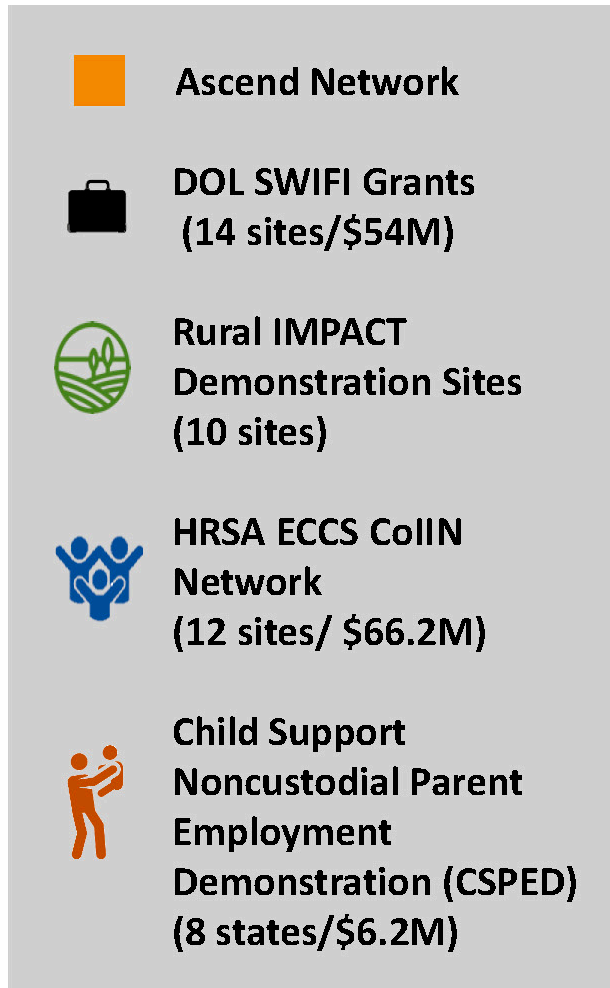 Ascend Network
DOL SWIFI Grants
(14 sites/$54M)
Rural IMPACT
Demonstration Sites
(10 sites)
HRSA ECCS CoIIN
Network
(12 sites/ $66.2M)
Child Support
Noncustodial Parent
Employment
Demonstration (CSPED)
(8 states/$6.2M)